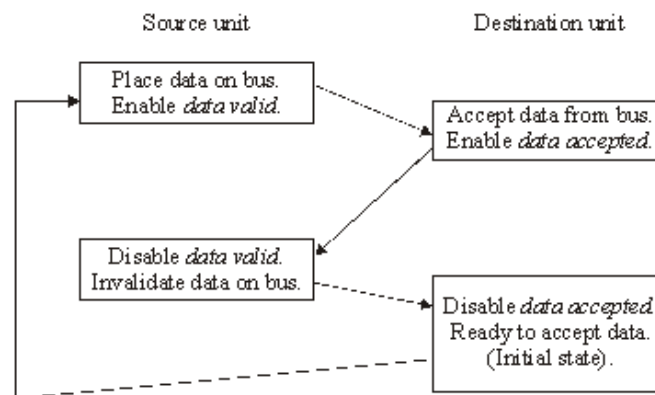 Source unit
Destination unit
Place data on bus.
Enable data valid.
Accept data from bus.
Enable data accepted.
Disable data valid.
Invalidate data on bus.
Disable data accepted
Ready to accept data.
(Initial state).